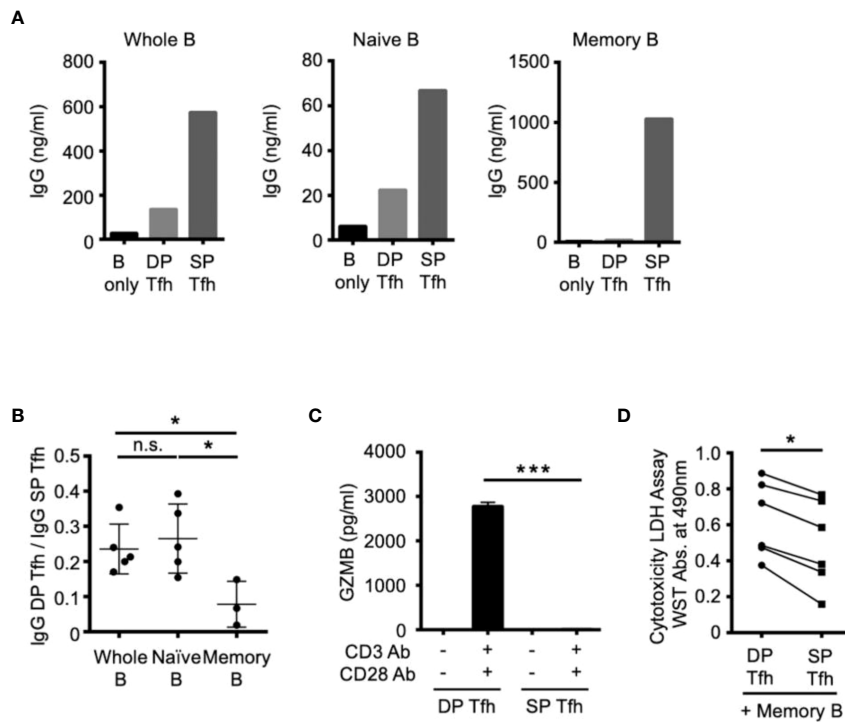 A
Whole B
IgG (ng/ml)
800
600
400
200
0
B only
DP Tfh
SP Tfh
Naive B
IgG (ng/ml)
80
60
40
20
0
B only
DP Tfh
SP Tfh
Memory B
IgG (ng/ml)
1500
1000
500
0
B only
DP Tfh
SP Tfh
B
IgG DP Tfh / IgG SP Tfh
*
n.s.
*
0.5
0.4
0.3
0.2
0.1
0
Whole B
Naïve B
Memory B
C
GZMB (pg/ml)
***
4000
3000
2000
1000
0
CD3 Ab - + - +
CD28 Ab - + - +
DP Tfh SP Tfh
D
Cytotoxicity LDH Assay
WST Abs. at 490nm
*
1.0
0.8
0.6
0.4
0.2
0
DP Tfh
SP Tfh
+ Memory B